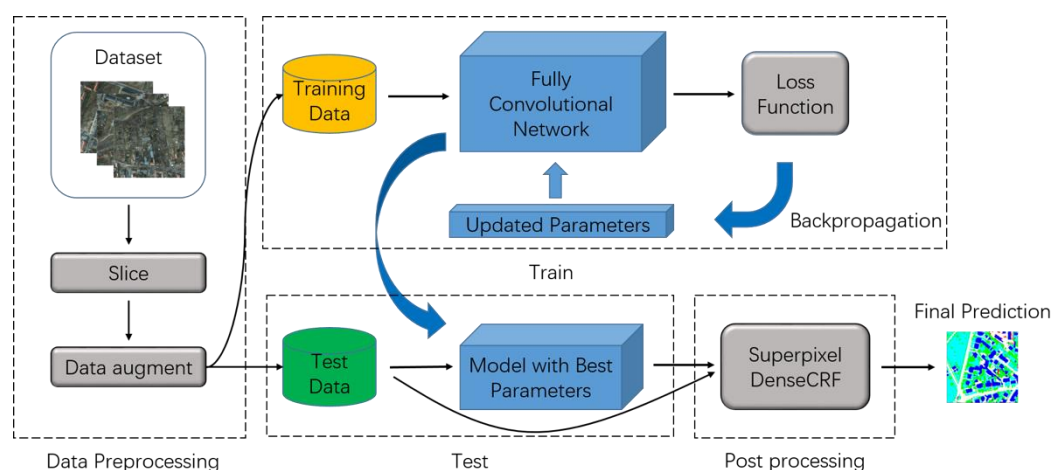 Dataset
Slice
Data augment
Data Preprocessing
Training
Data
Fully
Convolutional
Network
Loss
Function
Updated Parameters
Backpropagation
Train
Test
Data
Model with Best
Parameters
Test
Superpixel
DenseCRF
Post processing
Final Prediction